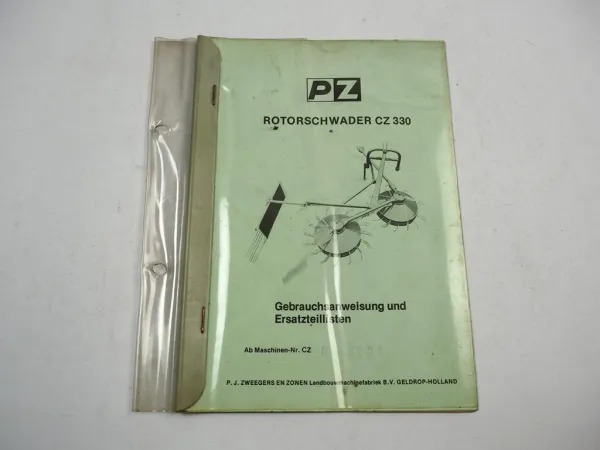 PZ
ROTORSCHWADER CZ 330
Gebrauchsanweisung und
Ersatzteillisten
Ab Maschinen-Nr. CZ
P. J. ZWEEGERS EN ZONEN Landbouwmachinefabriek B.V. GELDROP-HOLLAND